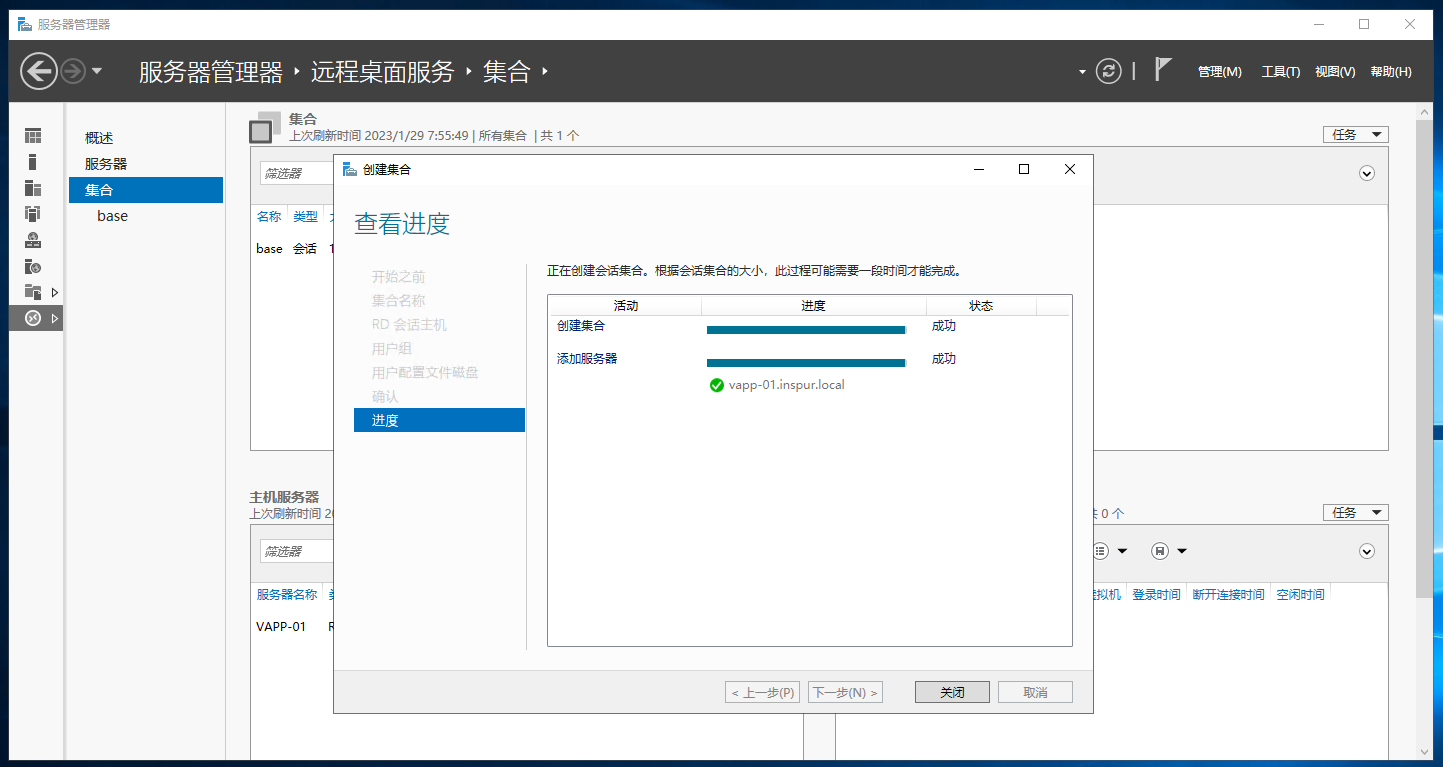 服务器管理器
服务器管理器 · 远程桌面服务 · 集合
管理(M) 工具(T) 视图(V) 帮助(H)
概述
服务器
集合
base
集合
上次刷新时间 2023/1/29 7:55:49 | 所有集合 | 共 1 个
任务
筛选器
名称 类型
base 会话 1
创建集合
查看进度
开始之前
集合名称
RD 会话主机
用户组
用户配置文件磁盘
确认
进度
正在创建会话集合。根据会话集合的大小，此过程可能需要一段时间才能完成。
活动 进度 状态
创建集合 成功
添加服务器 成功
vapp-01.inspur.local
< 上一步(P) 下一步(N) > 关闭 取消
主机服务器
上次刷新时间 20
筛选器
服务器名称
VAPP-01 R
0 个
任务
拟机 登录时间 断开连接时间 空闲时间